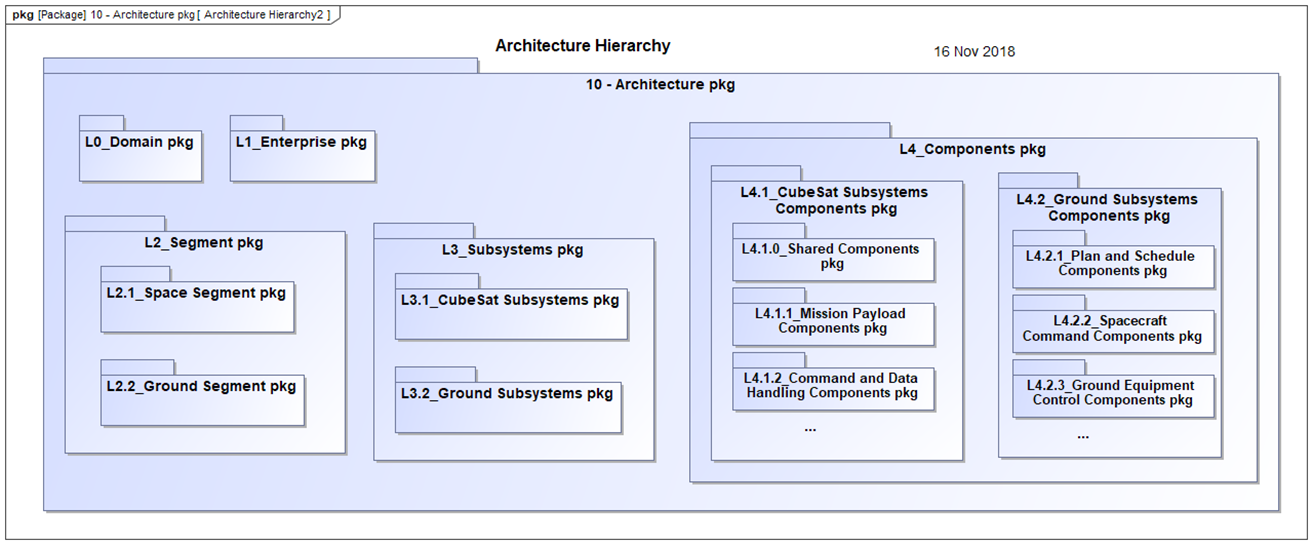 pkg [Package] 10 - Architecture pkg [ Architecture Hierarchy2 ]
Architecture Hierarchy
16 Nov 2018
10 - Architecture pkg
L0_Domain pkg
L1_Enterprise pkg
L2_Segment pkg
L2.1_Space Segment pkg
L2.2_Ground Segment pkg
L3_Subsystems pkg
L3.1_CubeSat Subsystems pkg
L3.2_Ground Subsystems pkg
L4_Components pkg
L4.1_CubeSat Subsystems
Components pkg
L4.1.0_Shared Components
pkg
L4.1.1_Mission Payload
Components pkg
L4.1.2_Command and Data
Handling Components pkg
...
L4.2_Ground Subsystems
Components pkg
L4.2.1_Plan and Schedule
Components pkg
L4.2.2_Spacecraft
Command Components pkg
L4.2.3_Ground Equipment
Control Components pkg
...